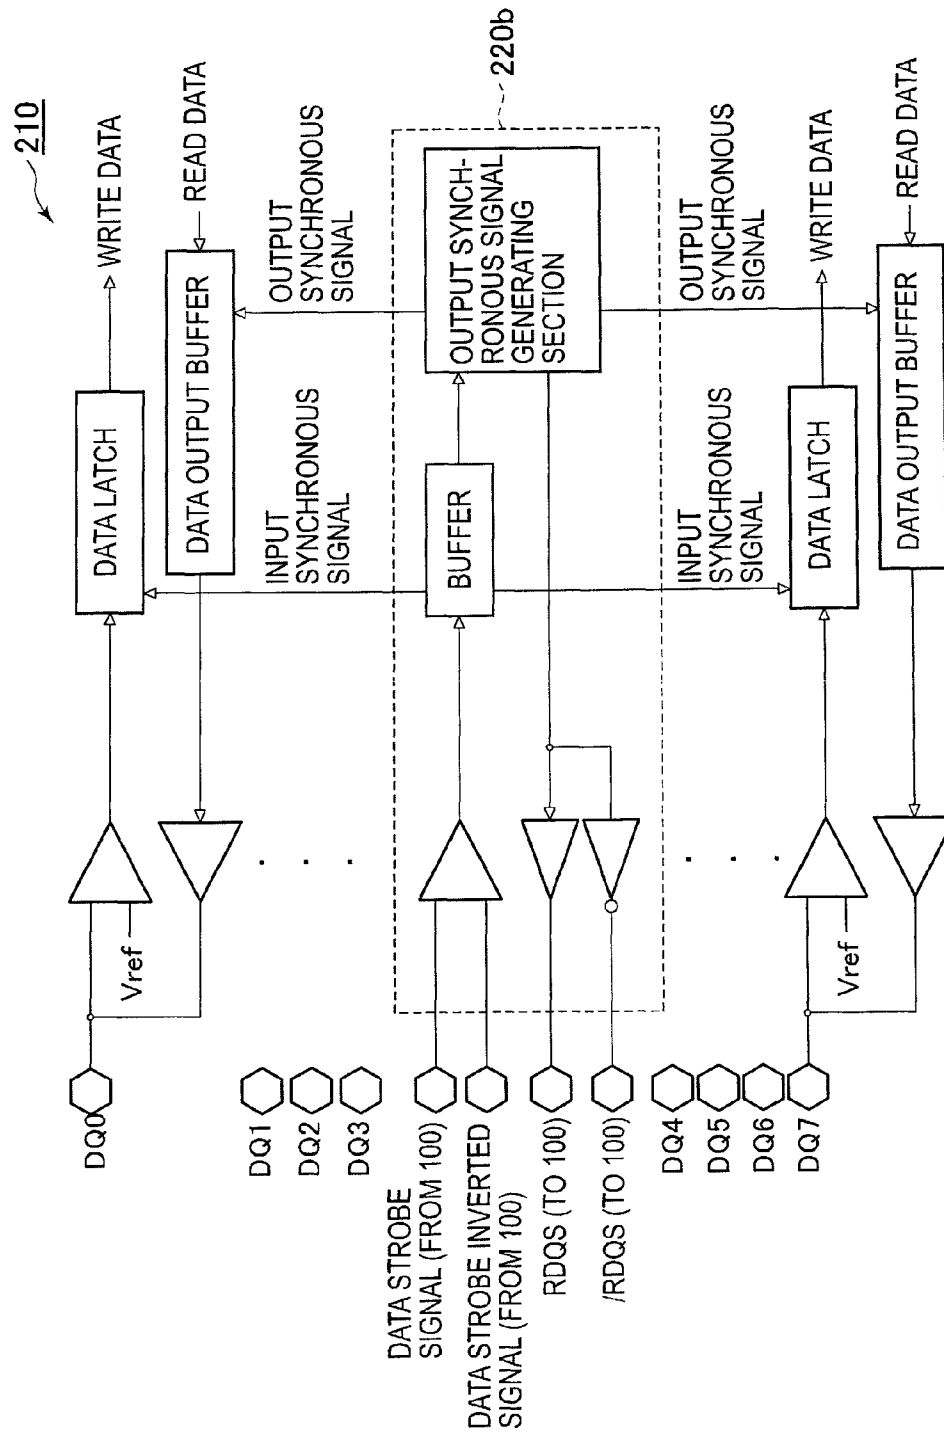 210
DQ0
Vref
DATA LATCH
WRITE DATA
DATA OUTPUT BUFFER
READ DATA
DQ1
DQ2
DQ3
INPUT
SYNCHRONOUS
SIGNAL
OUTPUT
SYNCHRONOUS
SIGNAL
220b
DATA STROBE
SIGNAL (FROM 100)
DATA STROBE INVERTED
SIGNAL (FROM 100)
BUFFER
OUTPUT SYNCH-
RONOUS SIGNAL
GENERATING
SECTION
RDQS (TO 100)
/RDQS (TO 100)
DQ4
DQ5
DQ6
DQ7
INPUT
SYNCHRONOUS
SIGNAL
OUTPUT
SYNCHRONOUS
SIGNAL
Vref
DATA LATCH
WRITE DATA
DATA OUTPUT BUFFER
READ DATA